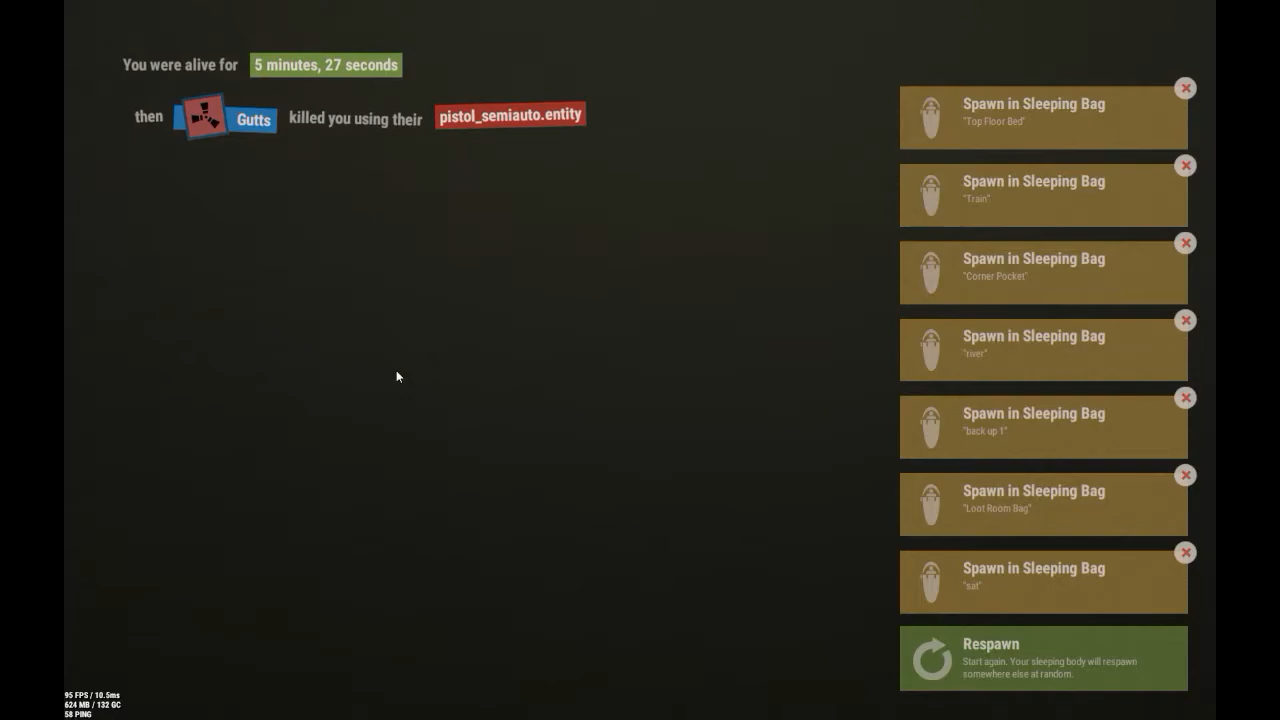 You were alive for 5 minutes, 27 seconds
then Gutts killed you using their pistol_semiauto.entity
Spawn in Sleeping Bag
"Top Floor Bed"
Spawn in Sleeping Bag
"Train"
Spawn in Sleeping Bag
"Corner Pocket"
Spawn in Sleeping Bag
"river"
Spawn in Sleeping Bag
"back up 1"
Spawn in Sleeping Bag
"Loot Room Bag"
Spawn in Sleeping Bag
"sat"
Respawn
Start again. Your sleeping body will respawn
somewhere else at random.
95 FPS / 10.5ms
624 MB / 132 GC
58 PING